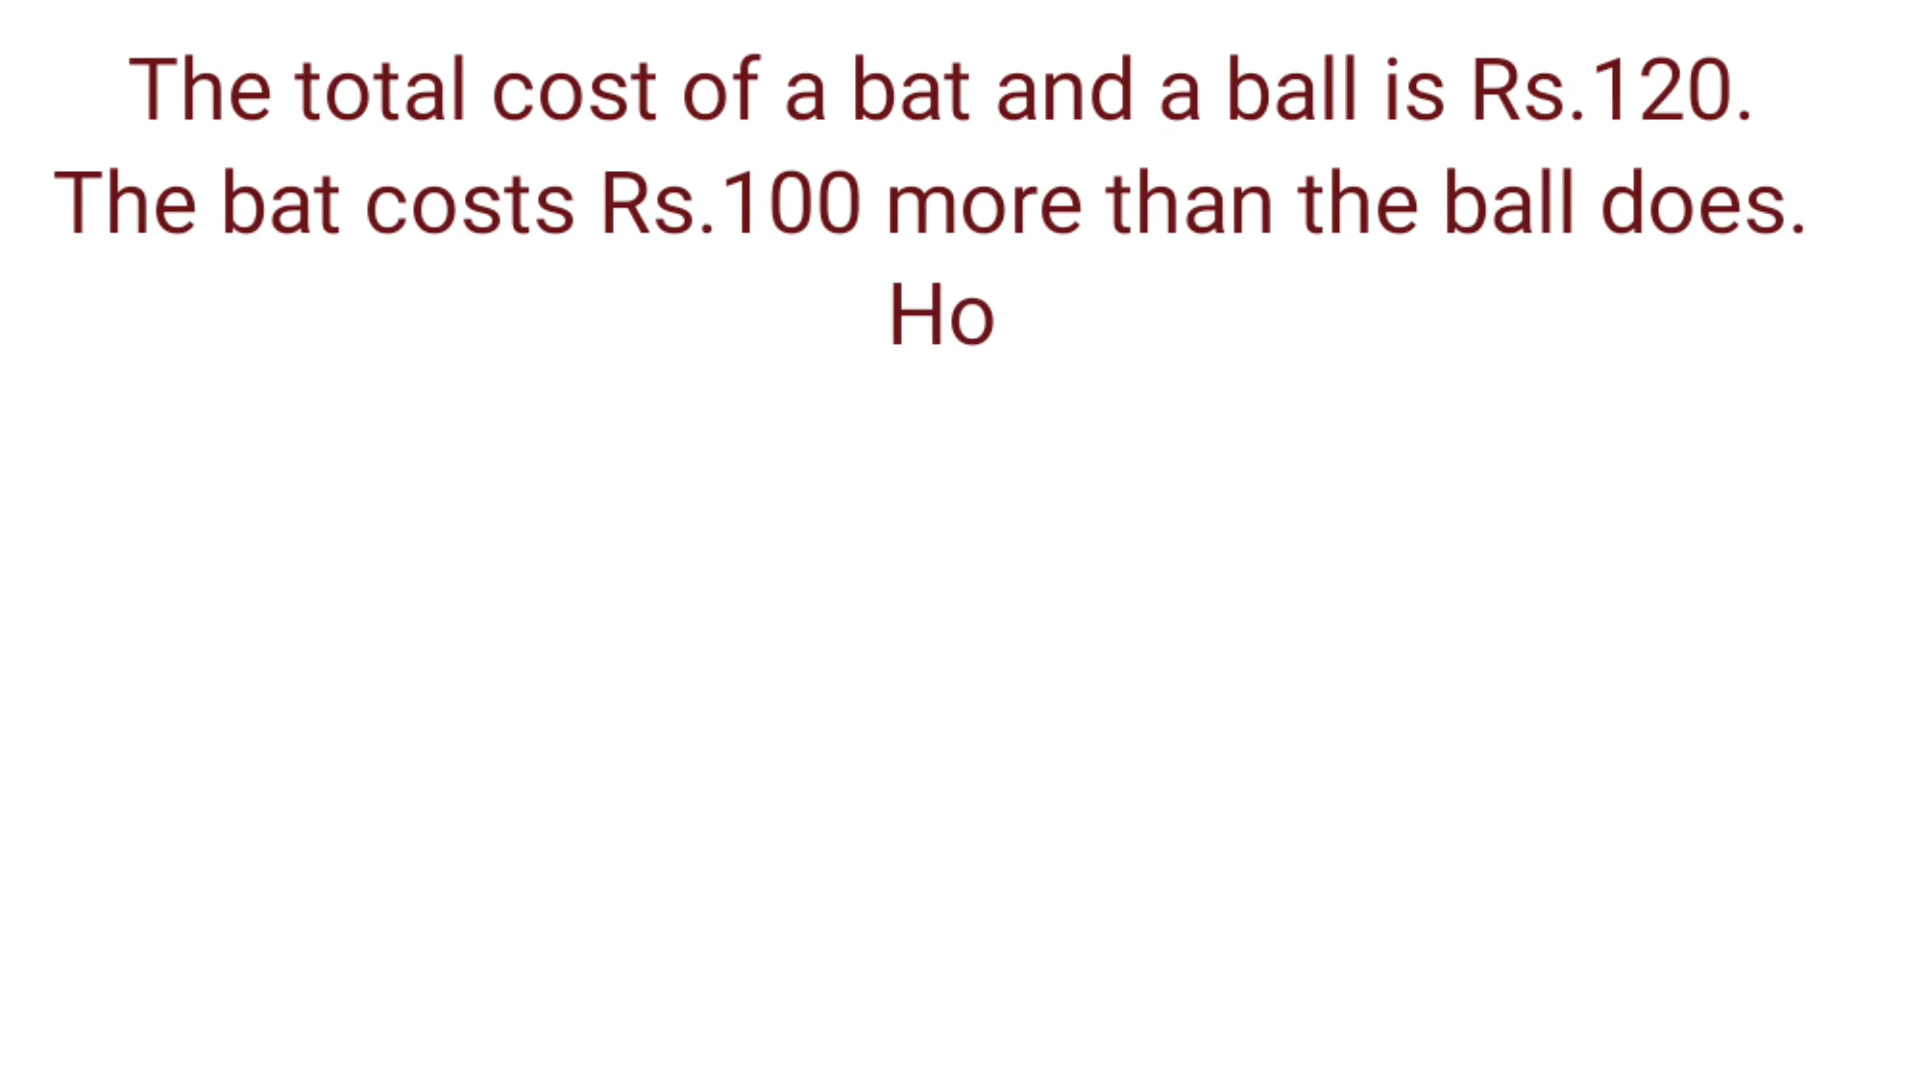 The total cost of a bat and a ball is Rs.120.
The bat costs Rs.100 more than the ball does.
Ho